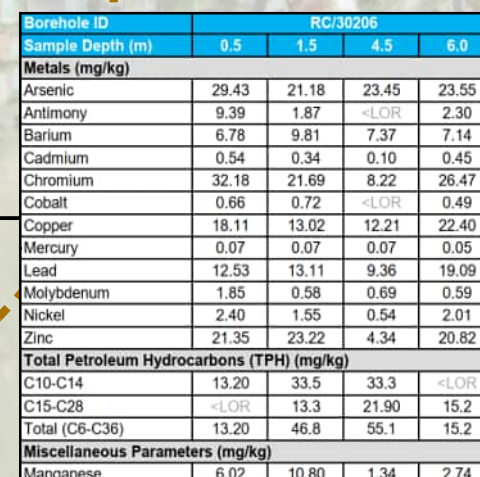 Borehole ID RC/30206
Sample Depth (m) 0.5 1.5 4.5 6.0
Metals (mg/kg)
Arsenic 29.43 21.18 23.45 23.55
Antimony 9.39 1.87 <LOR 2.30
Barium 6.78 9.81 7.37 7.14
Cadmium 0.54 0.34 0.10 0.45
Chromium 32.18 21.69 8.22 26.47
Cobalt 0.66 0.72 <LOR 0.49
Copper 18.11 13.02 12.21 22.40
Mercury 0.07 0.07 0.07 0.05
Lead 12.53 13.11 9.36 19.09
Molybdenum 1.85 0.58 0.69 0.59
Nickel 2.40 1.55 0.54 2.01
Zinc 21.35 23.22 4.34 20.82
Total Petroleum Hydrocarbons (TPH) (mg/kg)
C10-C14 13.20 33.5 33.3 <LOR
C15-C28 <LOR 13.3 21.90 15.2
Total (C6-C36) 13.20 46.8 55.1 15.2
Miscellaneous Parameters (mg/kg)
Manganese 6.02 10.80 1.34 2.74